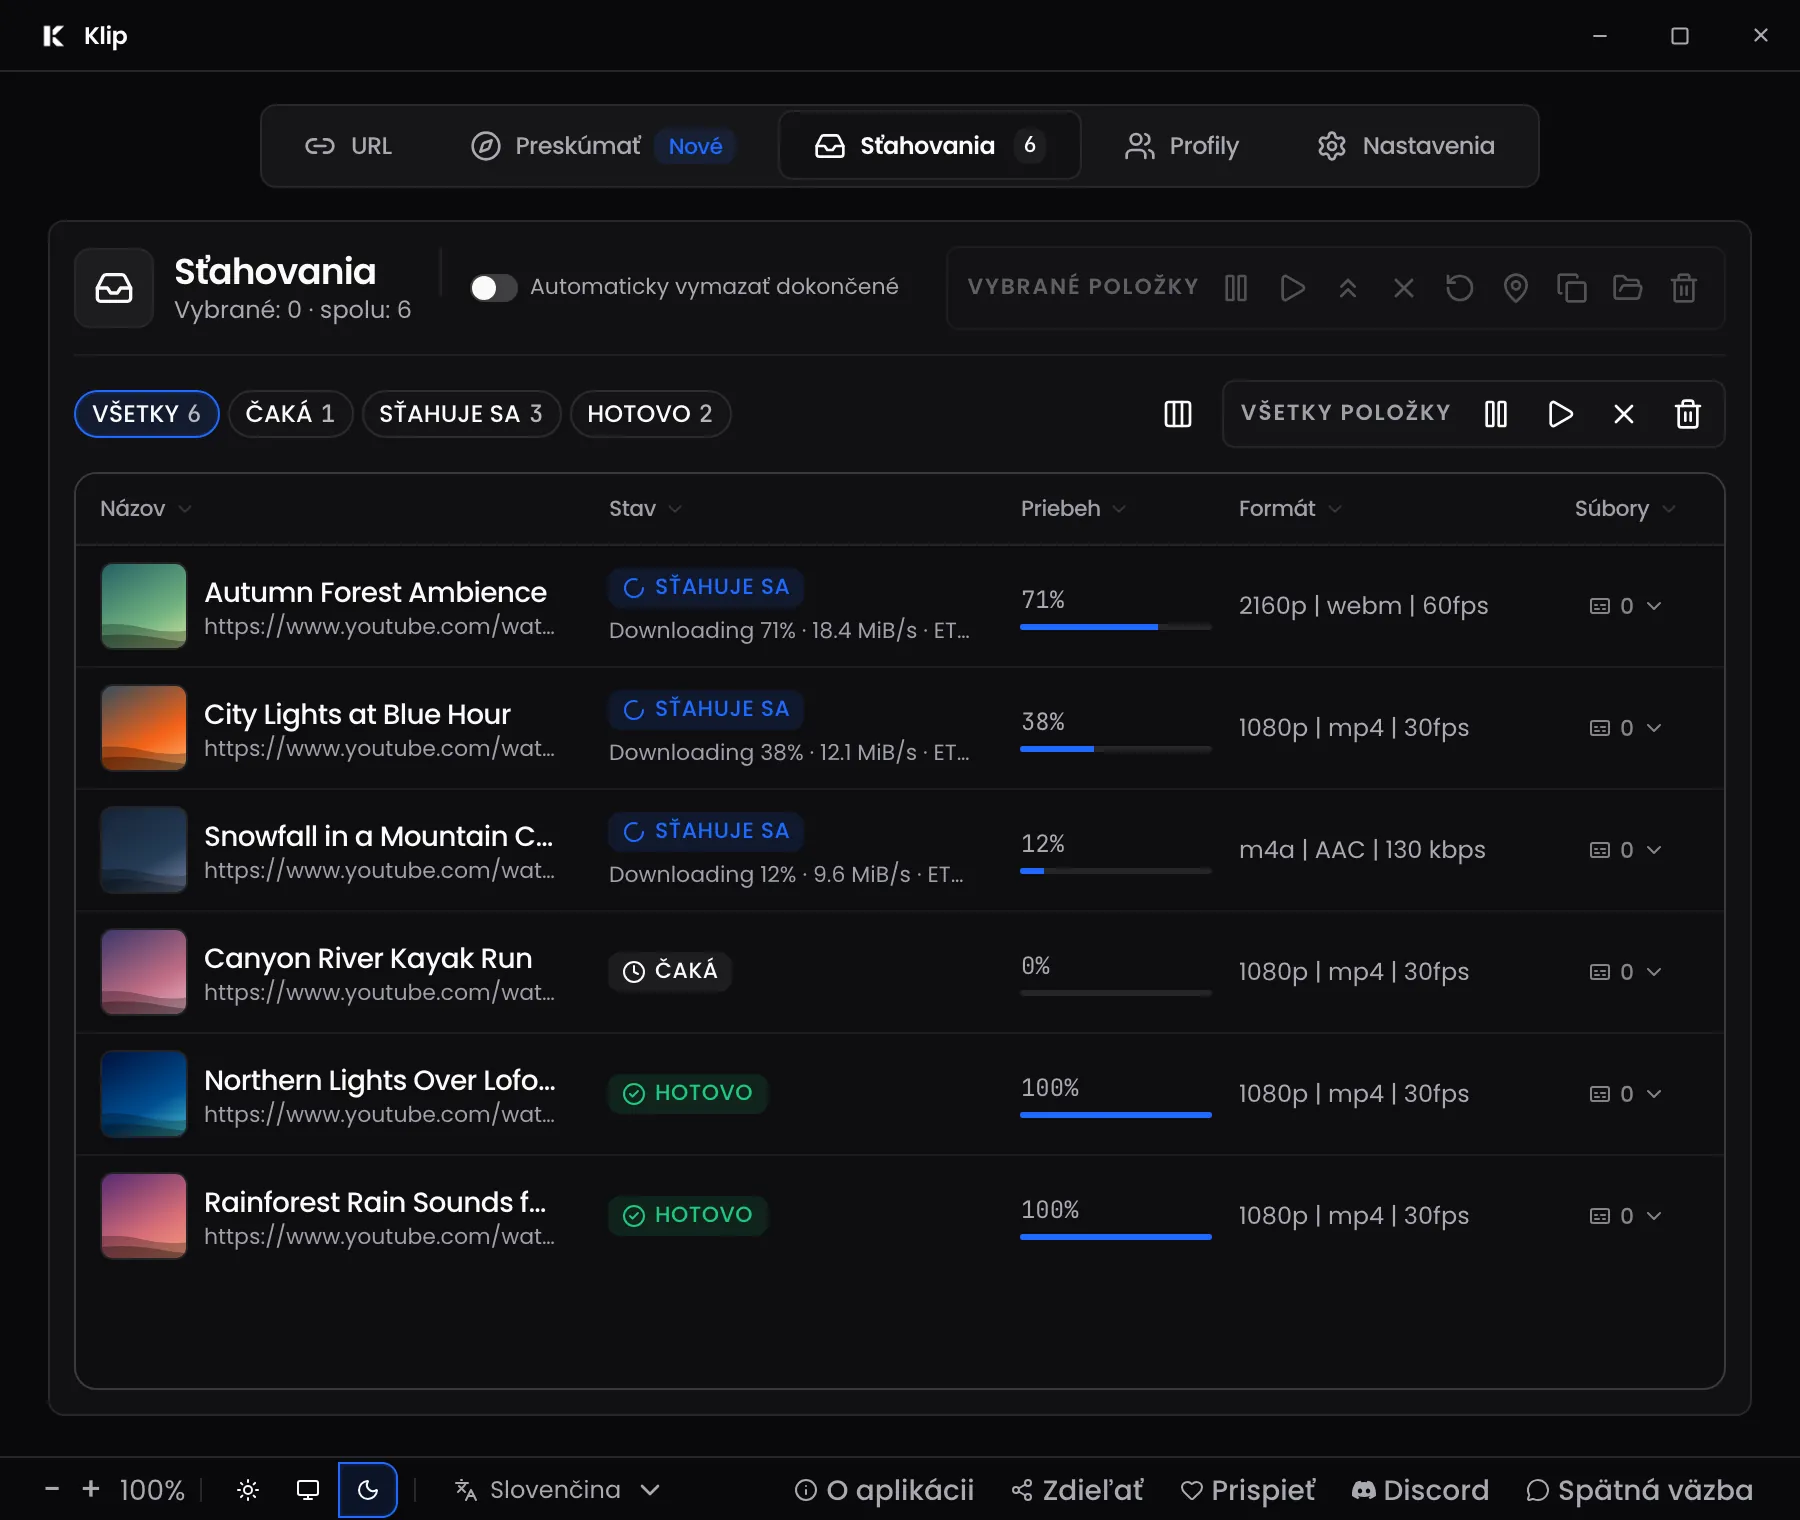 Klip
URL
Preskúmať Nové
Sťahovania 6
Profily
Nastavenia
Sťahovania
Vybrané: 0 · spolu: 6
Automaticky vymazať dokončené
VYBRANÉ POLOŽKY
VŠETKY 6
ČAKÁ 1
SŤAHUJE SA 3
HOTOVO 2
VŠETKY POLOŽKY
Názov Stav Priebeh Formát Súbory
Autumn Forest Ambience
https://www.youtube.com/wat...
SŤAHUJE SA
Downloading 71% · 18.4 MiB/s · ET...
71%
2160p | webm | 60fps
0
City Lights at Blue Hour
https://www.youtube.com/wat...
SŤAHUJE SA
Downloading 38% · 12.1 MiB/s · ET...
38%
1080p | mp4 | 30fps
0
Snowfall in a Mountain C...
https://www.youtube.com/wat...
SŤAHUJE SA
Downloading 12% · 9.6 MiB/s · ET...
12%
m4a | AAC | 130 kbps
0
Canyon River Kayak Run
https://www.youtube.com/wat...
ČAKÁ
0%
1080p | mp4 | 30fps
0
Northern Lights Over Lofo...
https://www.youtube.com/wat...
HOTOVO
100%
1080p | mp4 | 30fps
0
Rainforest Rain Sounds f...
https://www.youtube.com/wat...
HOTOVO
100%
1080p | mp4 | 30fps
0
− + 100%
Slovenčina
O aplikácii
Zdieľať
Prispieť
Discord
Spätná väzba